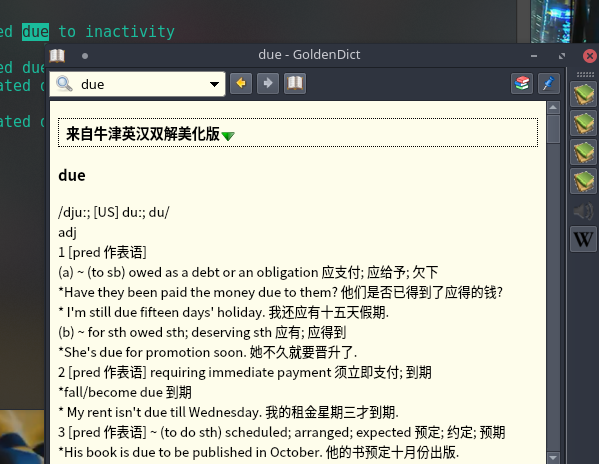 ed due to inactivity
due - GoldenDict
ed due
due
ated
来自牛津英汉双解美化版
ated
due
/dju:; [US] du:; du/
adj
1 [pred 作表语]
(a) ~ (to sb) owed as a debt or an obligation 应支付; 应给予; 欠下
*Have they been paid the money due to them? 他们是否已得到了应得的钱?
* I'm still due fifteen days' holiday. 我还应有十五天假期.
(b) ~ for sth owed sth; deserving sth 应有; 应得到
*She's due for promotion soon. 她不久就要晋升了.
2 [pred 作表语] requiring immediate payment 须立即支付; 到期
*fall/become due 到期
* My rent isn't due till Wednesday. 我的租金星期三才到期.
3 [pred 作表语] ~ (to do sth) scheduled; arranged; expected 预定; 约定; 预期
*His book is due to be published in October. 他的书预定十月份出版.
W